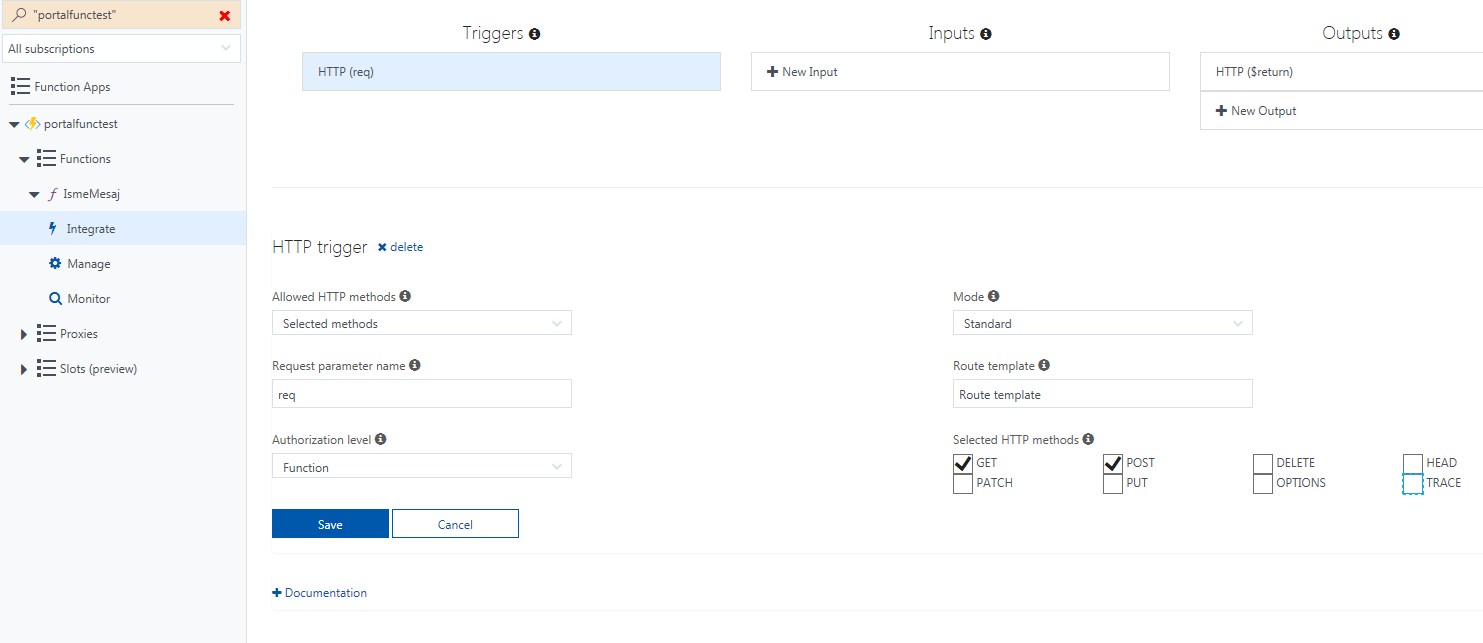 "portalfunctest"
All subscriptions
Function Apps
portalfunctest
Functions
IsmeMesaj
Integrate
Manage
Monitor
Proxies
Slots (preview)
Triggers
HTTP (req)
Inputs
New Input
Outputs
HTTP ($return)
New Output
HTTP trigger delete
Allowed HTTP methods
Selected methods
Mode
Standard
Request parameter name
req
Route template
Route template
Authorization level
Function
Selected HTTP methods
GET POST DELETE HEAD
PATCH PUT OPTIONS TRACE
Save Cancel
Documentation